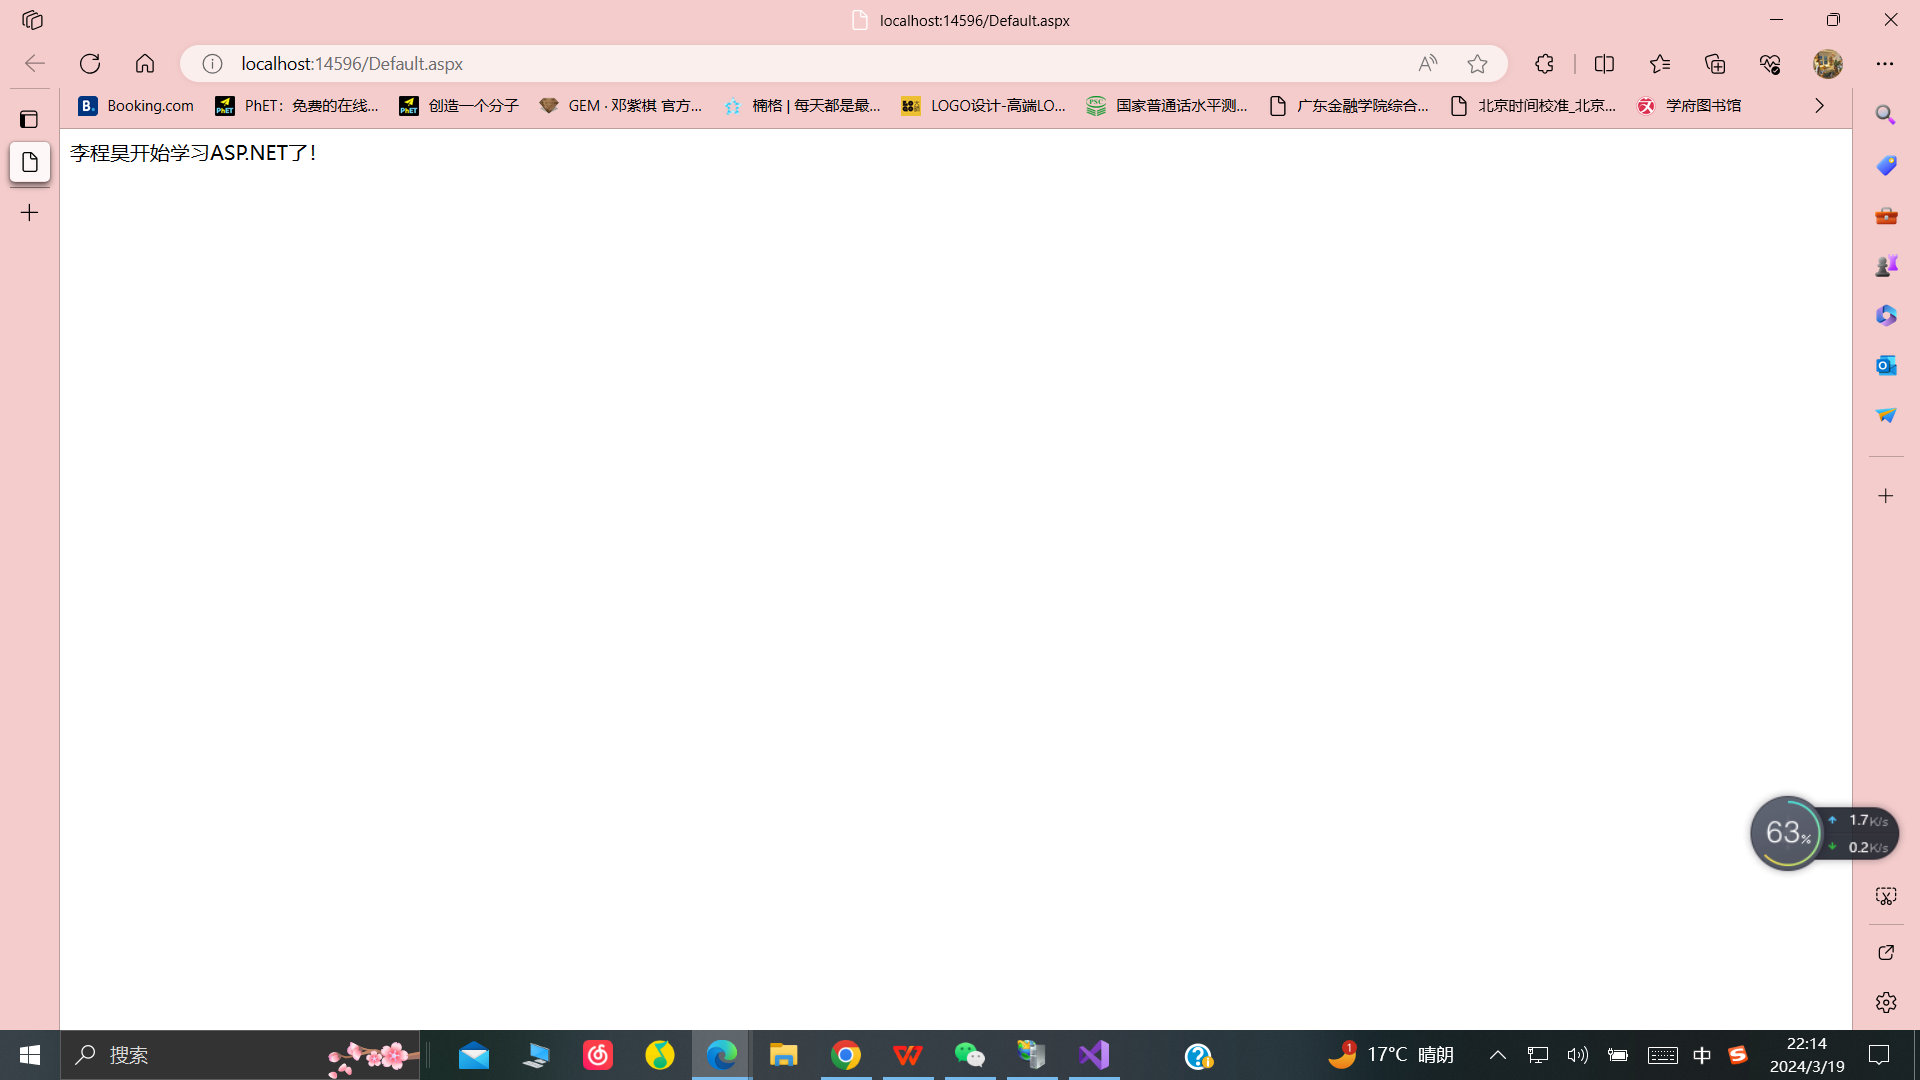 localhost:14596/Default.aspx
localhost:14596/Default.aspx
Booking.com
PhET：免费的在线...
创造一个分子
GEM · 邓紫棋 官方...
楠格 | 每天都是最...
LOGO设计-高端LO...
国家普通话水平测...
广东金融学院综合...
北京时间校准_北京...
学府图书馆
李程昊开始学习ASP.NET了！
63%
1.7K/s
0.2K/s
搜索
1
17°C 晴朗
中
22:14
2024/3/19